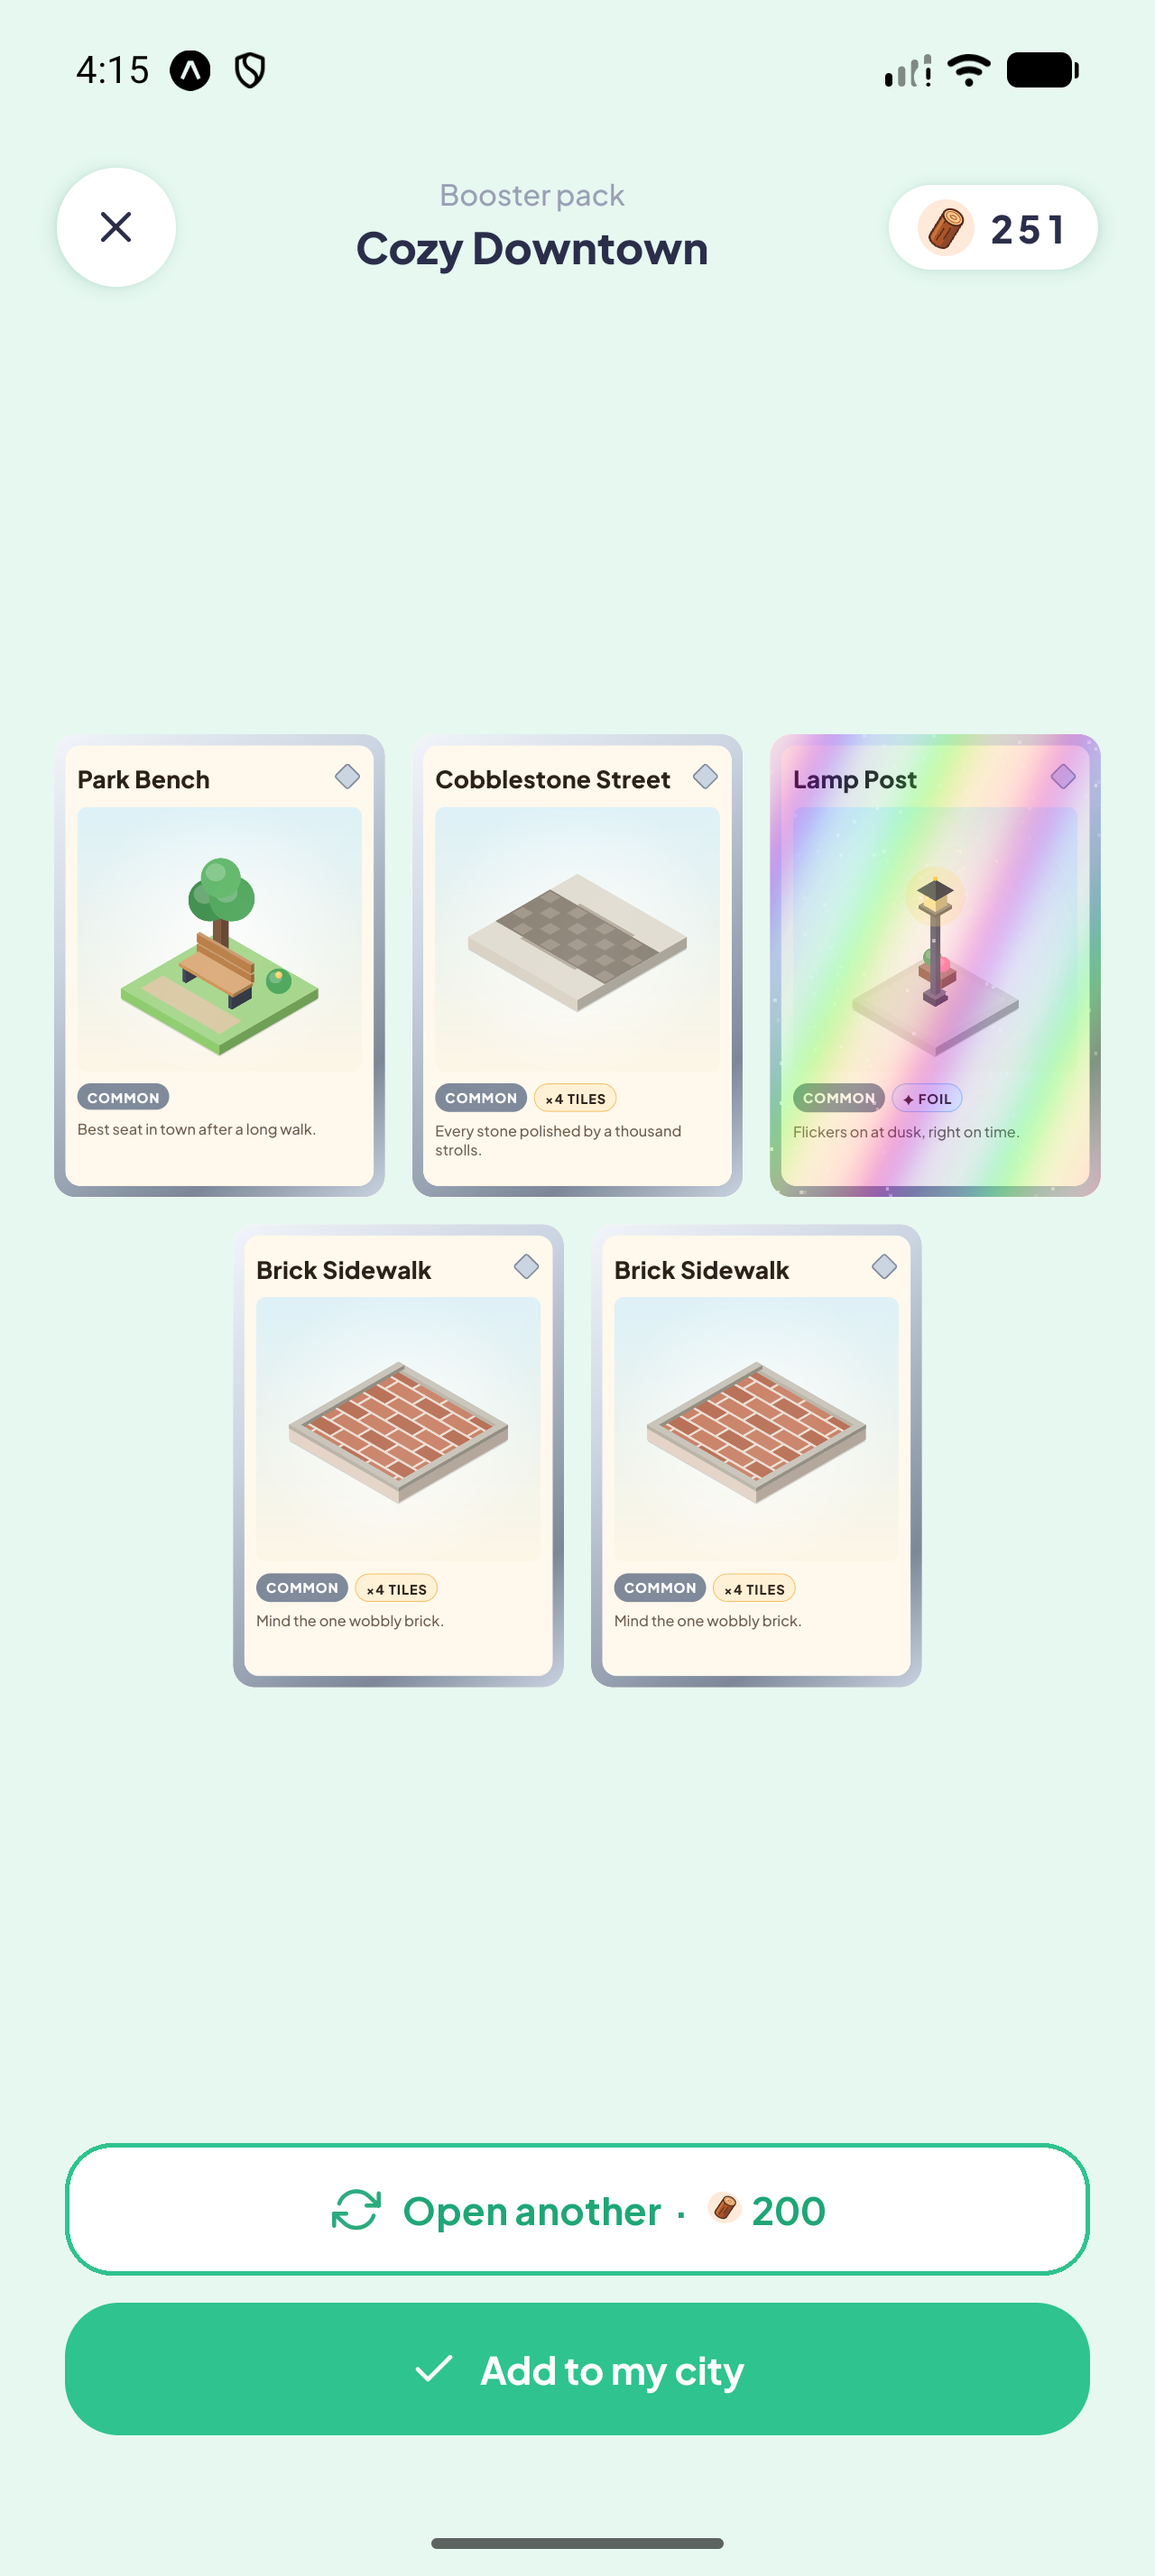 4:15
Booster pack
Cozy Downtown
251
Park Bench
COMMON
Best seat in town after a long walk.
Cobblestone Street
COMMON
×4 TILES
Every stone polished by a thousand
strolls.
Lamp Post
COMMON
✦ FOIL
Flickers on at dusk, right on time.
Brick Sidewalk
COMMON
×4 TILES
Mind the one wobbly brick.
Brick Sidewalk
COMMON
×4 TILES
Mind the one wobbly brick.
Open another · 200
Add to my city